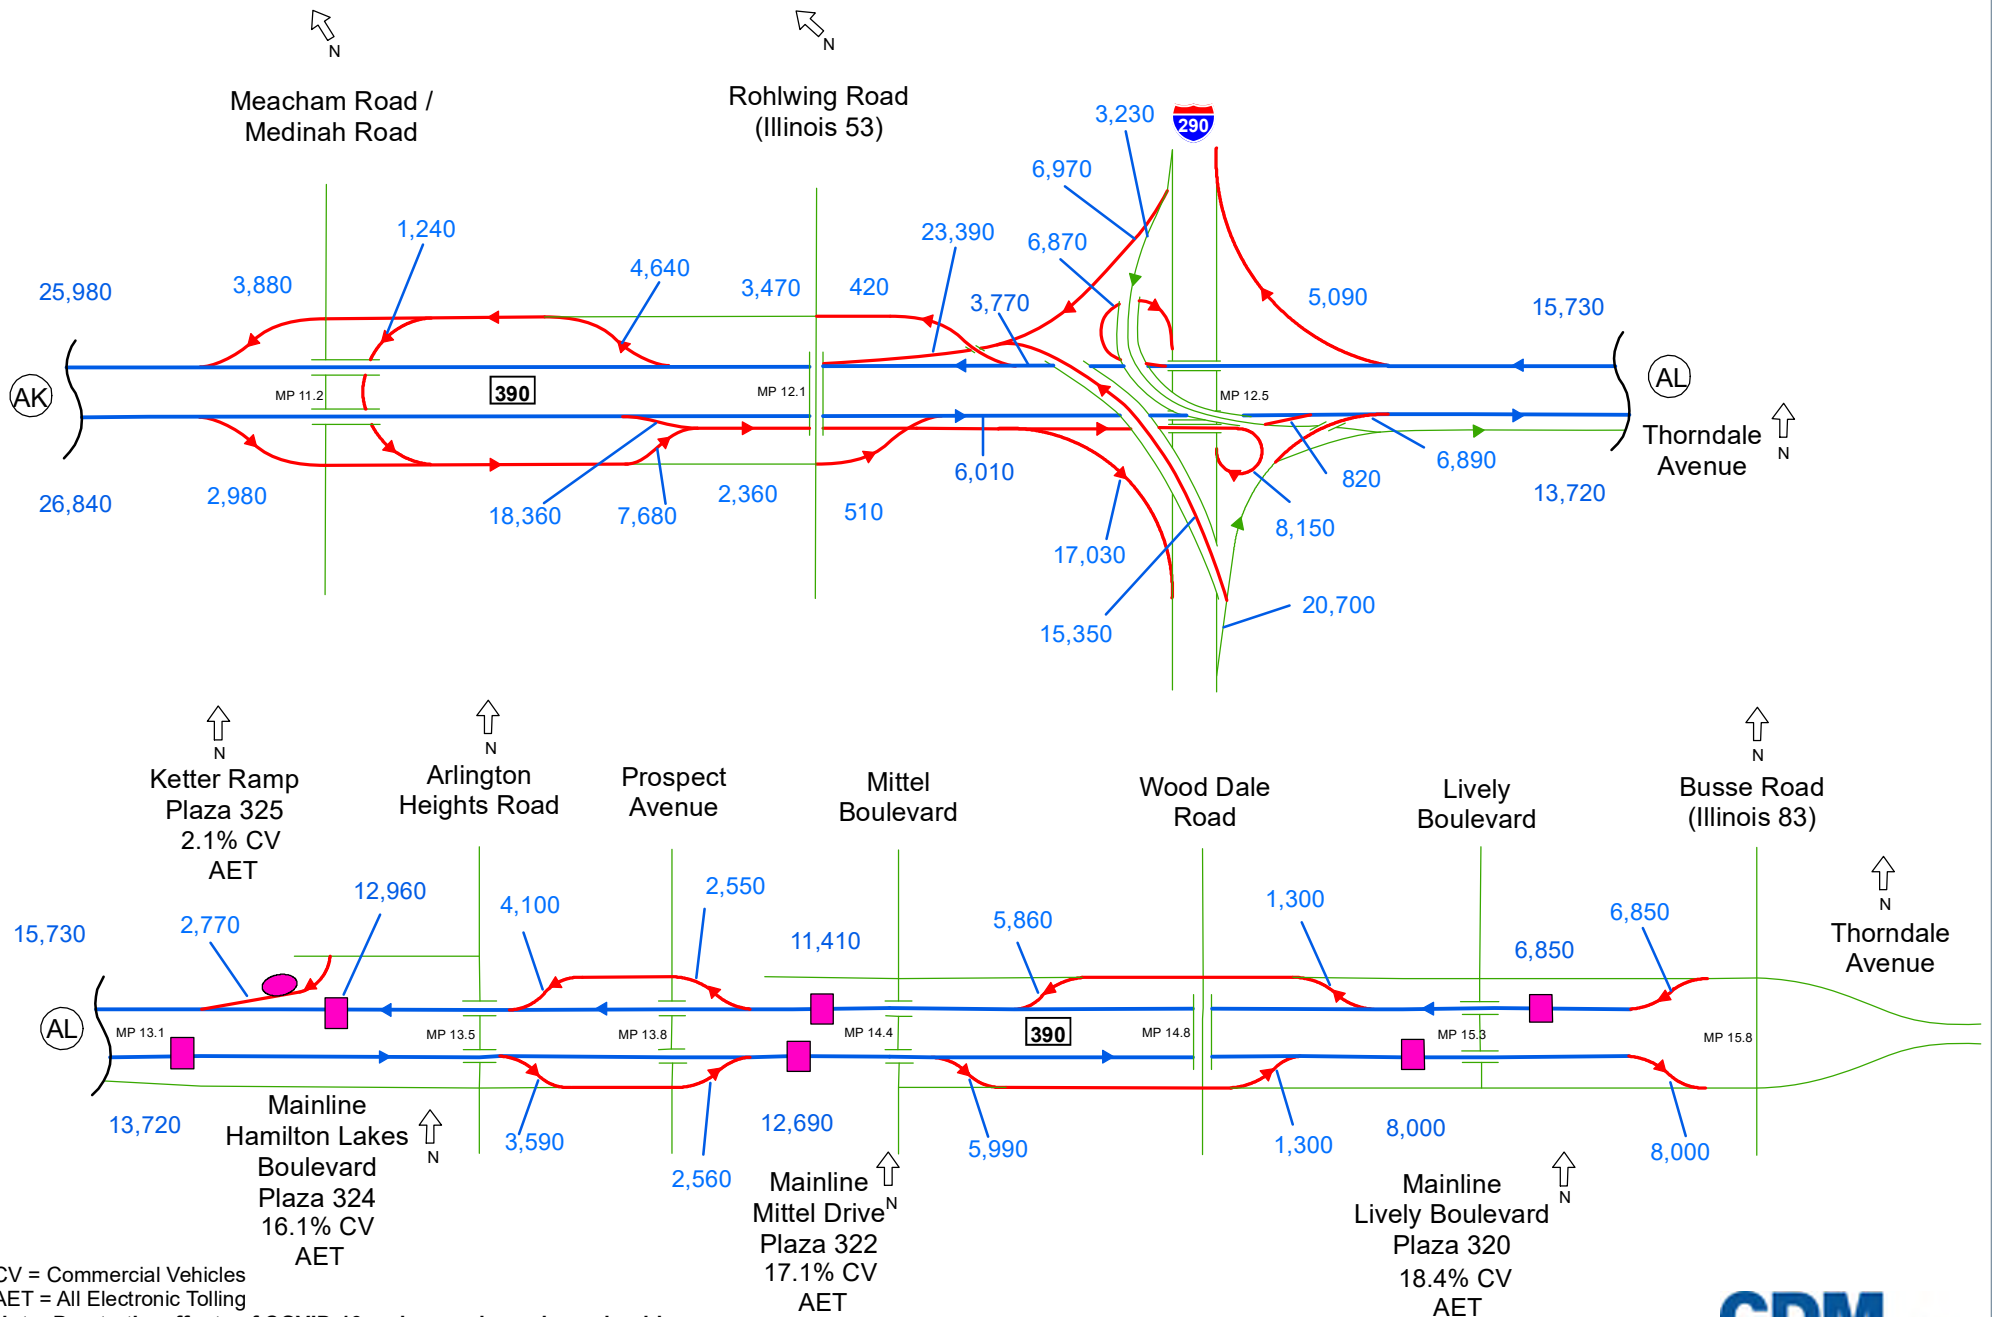 N
N
Meacham Road /
Medinah Road
Rohlwing Road
(Illinois 53)
3,230
290
6,970
1,240
23,390
6,870
4,640
25,980
3,880
3,470
420
3,770
5,090
15,730
AK
MP 11.2
390
MP 12.1
MP 12.5
AL
Thorndale
Avenue
N
26,840
2,980
18,360
7,680
2,360
510
6,010
820
6,890
13,720
8,150
17,030
15,350
20,700
N
Ketter Ramp
Plaza 325
2.1% CV
AET
N
Arlington
Heights Road
Prospect
Avenue
Mittel
Boulevard
Wood Dale
Road
Lively
Boulevard
N
Busse Road
(Illinois 83)
N
Thorndale
Avenue
15,730
2,770
12,960
4,100
2,550
11,410
5,860
1,300
6,850
6,850
AL
MP 13.1
MP 13.5
MP 13.8
MP 14.4
390
MP 14.8
MP 15.3
MP 15.8
13,720
Mainline
Hamilton Lakes
Boulevard
Plaza 324
16.1% CV
AET
N
3,590
2,560
12,690
Mainline
Mittel Drive
Plaza 322
17.1% CV
AET
N
5,990
1,300
8,000
Mainline
Lively Boulevard
Plaza 320
18.4% CV
AET
N
8,000
CV = Commercial Vehicles
AET = All Electronic Tolling
CDM